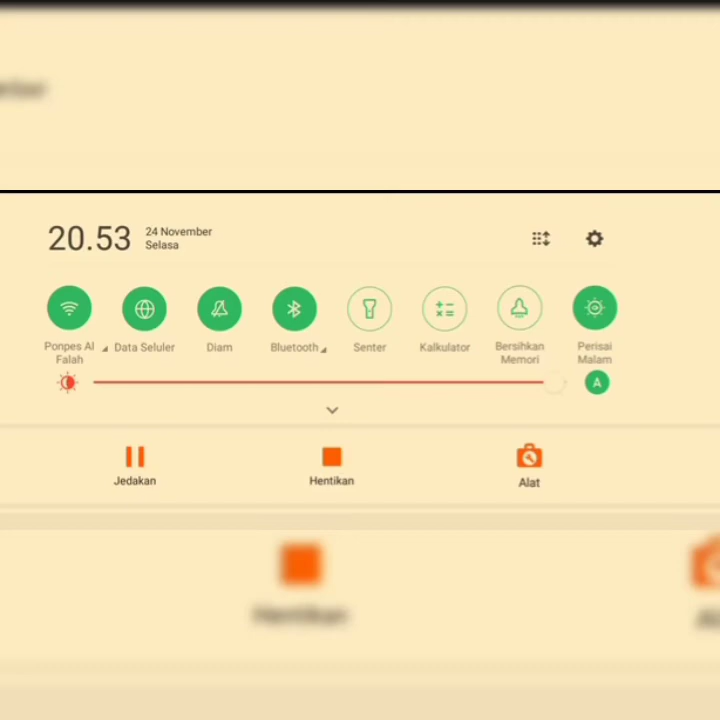 20.53
24 November
Selasa
Ponpes Al
Falah
Data Seluler
Diam
Bluetooth
Senter
Kalkulator
Bersihkan
Memori
Perisai
Malam
A
Jedakan
Hentikan
Alat
Hentikan